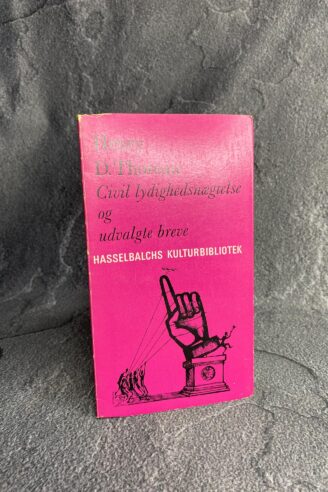 Henry
D. Thoreau
Civil lydighedsnægtelse
og
udvalgte breve
HASSELBALCHS KULTURBIBLIOTEK